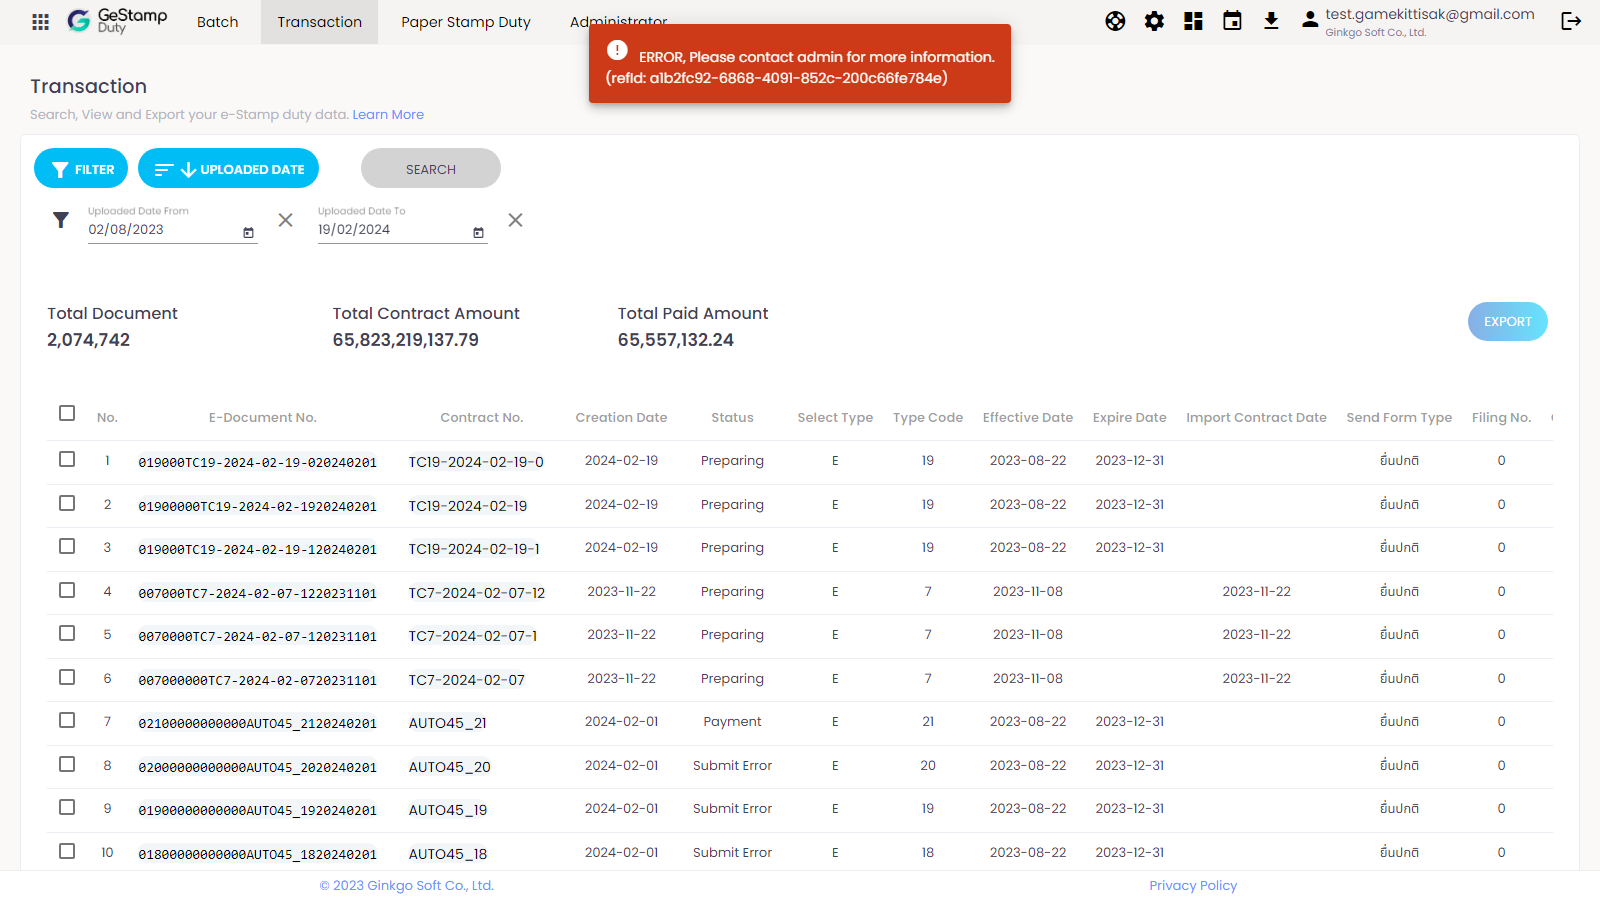 GeStamp
Duty
Batch
Transaction
Paper Stamp Duty
Administrator
test.gamekittisak@gmail.com
Ginkgo Soft Co., Ltd.
ERROR, Please contact admin for more information.
(refId: a1b2fc92-6868-4091-852c-200c66fe784e)
Transaction
Search, View and Export your e-Stamp duty data. Learn More
FILTER
UPLOADED DATE
SEARCH
Uploaded Date From
02/08/2023
Uploaded Date To
19/02/2024
Total Document
2,074,742
Total Contract Amount
65,823,219,137.79
Total Paid Amount
65,557,132.24
EXPORT
No. E-Document No. Contract No. Creation Date Status Select Type Type Code Effective Date Expire Date Import Contract Date Send Form Type Filing No.
1 019000TC19-2024-02-19-020240201 TC19-2024-02-19-0 2024-02-19 Preparing E 19 2023-08-22 2023-12-31 ยื่นปกติ 0
2 01900000TC19-2024-02-1920240201 TC19-2024-02-19 2024-02-19 Preparing E 19 2023-08-22 2023-12-31 ยื่นปกติ 0
3 019000TC19-2024-02-19-120240201 TC19-2024-02-19-1 2024-02-19 Preparing E 19 2023-08-22 2023-12-31 ยื่นปกติ 0
4 007000TC7-2024-02-07-1220231101 TC7-2024-02-07-12 2023-11-22 Preparing E 7 2023-11-08 2023-11-22 ยื่นปกติ 0
5 0070000TC7-2024-02-07-120231101 TC7-2024-02-07-1 2023-11-22 Preparing E 7 2023-11-08 2023-11-22 ยื่นปกติ 0
6 007000000TC7-2024-02-0720231101 TC7-2024-02-07 2023-11-22 Preparing E 7 2023-11-08 2023-11-22 ยื่นปกติ 0
7 02100000000000AUTO45_2120240201 AUTO45_21 2024-02-01 Payment E 21 2023-08-22 2023-12-31 ยื่นปกติ 0
8 02000000000000AUTO45_2020240201 AUTO45_20 2024-02-01 Submit Error E 20 2023-08-22 2023-12-31 ยื่นปกติ 0
9 01900000000000AUTO45_1920240201 AUTO45_19 2024-02-01 Submit Error E 19 2023-08-22 2023-12-31 ยื่นปกติ 0
10 01800000000000AUTO45_1820240201 AUTO45_18 2024-02-01 Submit Error E 18 2023-08-22 2023-12-31 ยื่นปกติ 0
© 2023 Ginkgo Soft Co., Ltd.
Privacy Policy